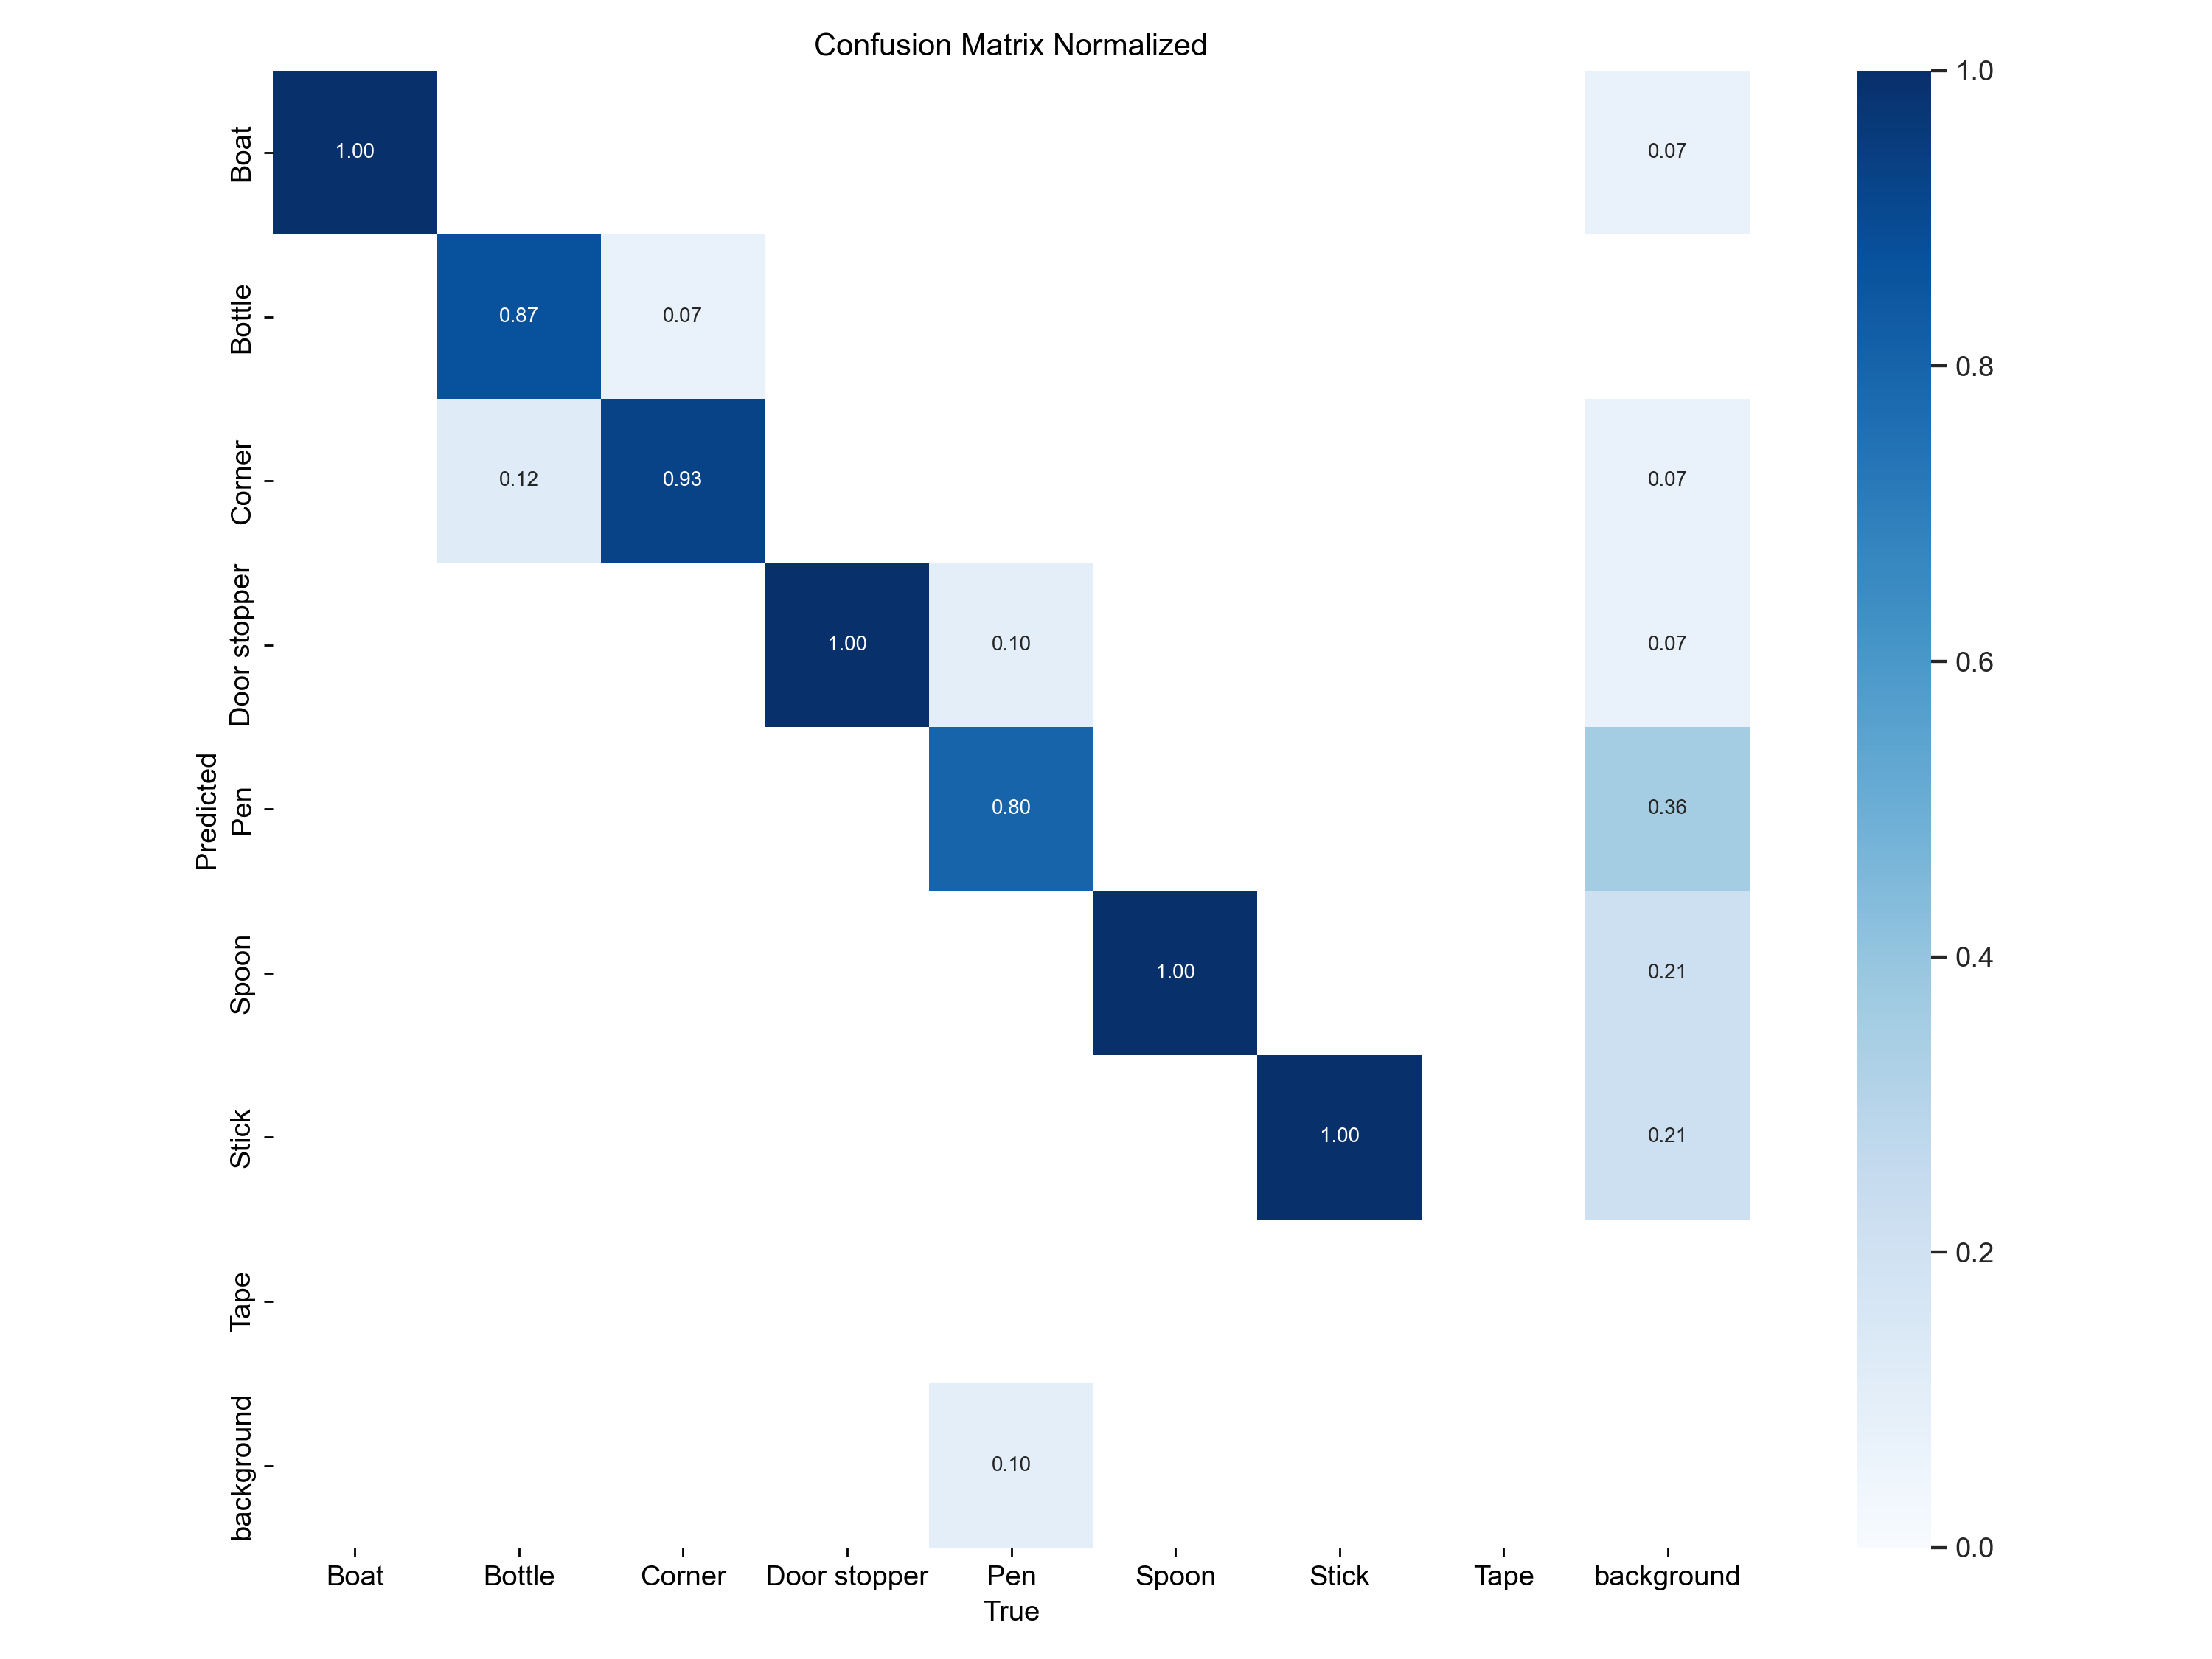 Confusion Matrix Normalized
Boat
1.00
0.07
1.0
Bottle
0.87
0.07
0.8
Corner
0.12
0.93
0.07
Door stopper
1.00
0.10
0.07
0.6
Predicted
Pen
0.80
0.36
Spoon
1.00
0.21
0.4
Stick
1.00
0.21
0.2
Tape
background
0.10
0.0
Boat Bottle Corner Door stopper Pen Spoon Stick Tape background
True